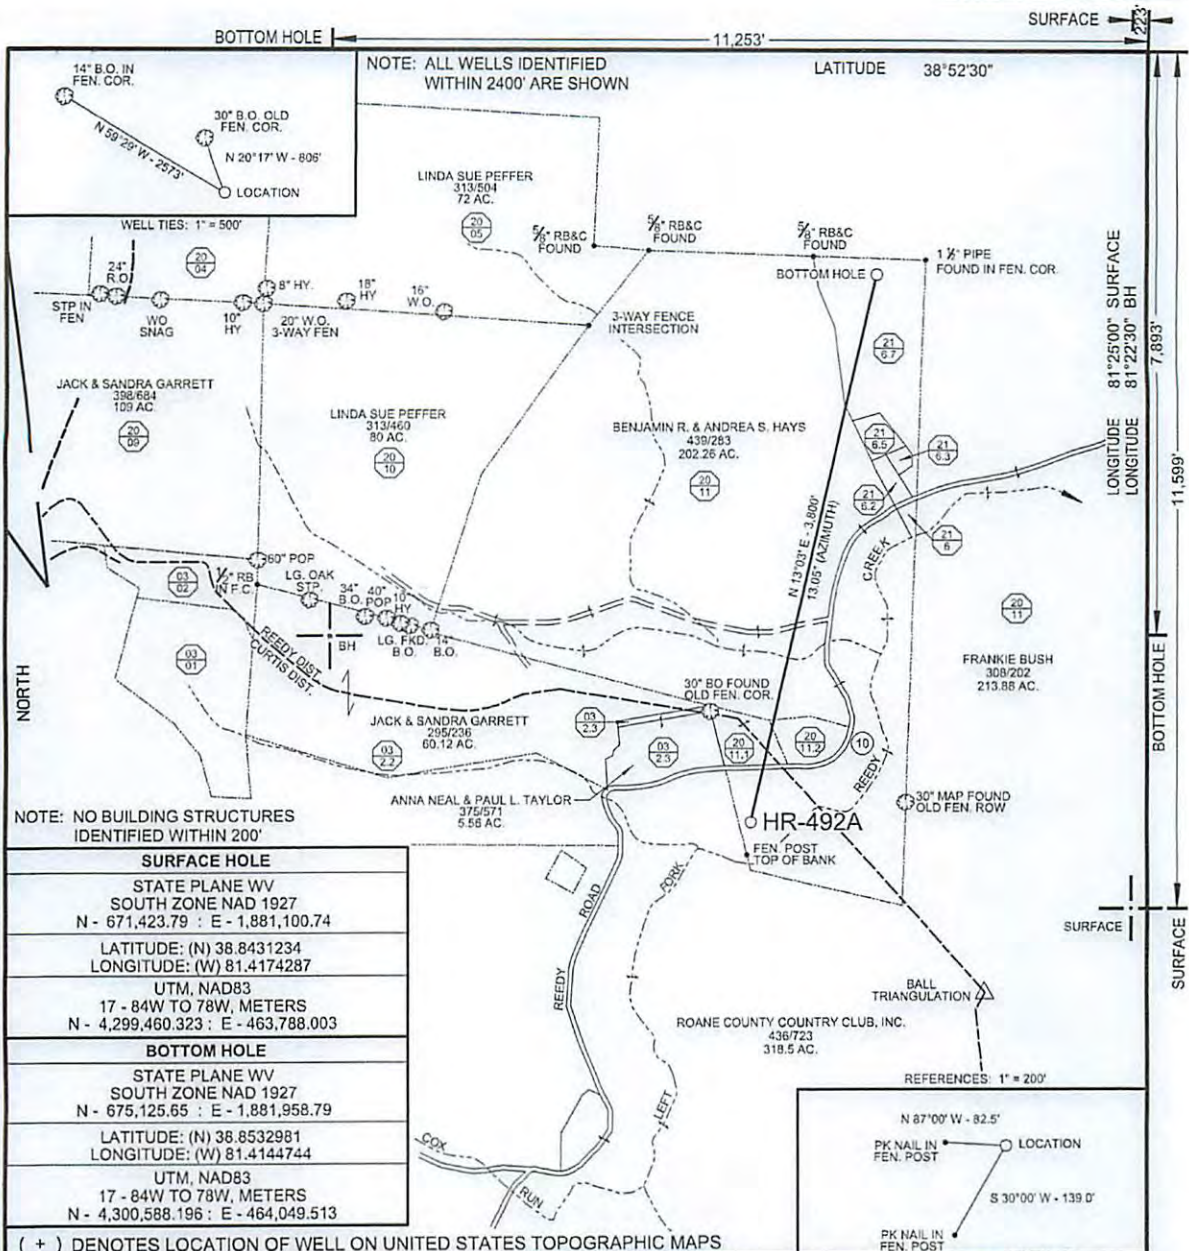 SURFACE
223'
BOTTOM HOLE
11,253'
14" B.O. IN
FEN. COR.
30" B.O. OLD
FEN. COR.
N 59°29' W - 2573'
N 20°17' W - 806'
LOCATION
WELL TIES: 1" = 500'
NOTE: ALL WELLS IDENTIFIED
WITHIN 2400' ARE SHOWN
LATITUDE 38°52'30"
LINDA SUE PEFFER
313/504
72 AC.
20
05
5/8" RB&C
FOUND
5/8" RB&C
FOUND
5/8" RB&C
FOUND
1 ½" PIPE
FOUND IN FEN. COR.
BOTTOM HOLE
20
04
24"
R.O.
STP IN
FEN
WO
SNAG
10"
HY
8" HY.
20" W.O.
3-WAY FEN
18"
HY
16"
W.O.
3-WAY FENCE
INTERSECTION
LONGITUDE 81°25'00" SURFACE
LONGITUDE 81°22'30" BH
7,893'
11,599'
21
6.7
JACK & SANDRA GARRETT
398/684
109 AC.
20
09
LINDA SUE PEFFER
313/460
80 AC.
20
10
BENJAMIN R. & ANDREA S. HAYS
439/283
202.26 AC.
20
11
21
6.5
21
6.3
21
6.2
21
6
N 13°03' E - 3,800'
13.05° (AZIMUTH)
CREEK
60" POP
½" RB
IN F.C.
LG. OAK
STP.
34"
B.O.
40"
POP
10"
HY
LG. FKD.
B.O.
14"
B.O.
03
02
03
01
BH
REEDY DIST.
CURTIS DIST.
NORTH
20
11
FRANKIE BUSH
308/202
213.88 AC.
BOTTOM HOLE
30" BO FOUND
OLD FEN. COR.
JACK & SANDRA GARRETT
295/236
60.12 AC.
03
2.2
03
2.3
03
2.3
20
11.1
20
11.2
10
REEDY
ANNA NEAL & PAUL L. TAYLOR
375/571
5.56 AC.
30" MAP FOUND
OLD FEN. ROW
HR-492A
FEN. POST
TOP OF BANK
NOTE: NO BUILDING STRUCTURES
IDENTIFIED WITHIN 200'
SURFACE HOLE
STATE PLANE WV
SOUTH ZONE NAD 1927
N - 671,423.79 : E - 1,881,100.74
LATITUDE: (N) 38.8431234
LONGITUDE: (W) 81.4174287
UTM, NAD83
17 - 84W TO 78W, METERS
N - 4,299,460.323 : E - 463,788.003
BOTTOM HOLE
STATE PLANE WV
SOUTH ZONE NAD 1927
N - 675,125.65 : E - 1,881,958.79
LATITUDE: (N) 38.8532981
LONGITUDE: (W) 81.4144744
UTM, NAD83
17 - 84W TO 78W, METERS
N - 4,300,588.196 : E - 464,049.513
ROAD
REEDY
FORK
LEFT
COX
RUN
SURFACE
SURFACE
BALL
TRIANGULATION
ROANE COUNTY COUNTRY CLUB, INC.
436/723
318.5 AC.
REFERENCES: 1" = 200'
N 87°00' W - 82.5'
PK NAIL IN
FEN. POST
LOCATION
S 30°00' W - 139.0'
PK NAIL IN
FEN. POST
( + ) DENOTES LOCATION OF WELL ON UNITED STATES TOPOGRAPHIC MAPS